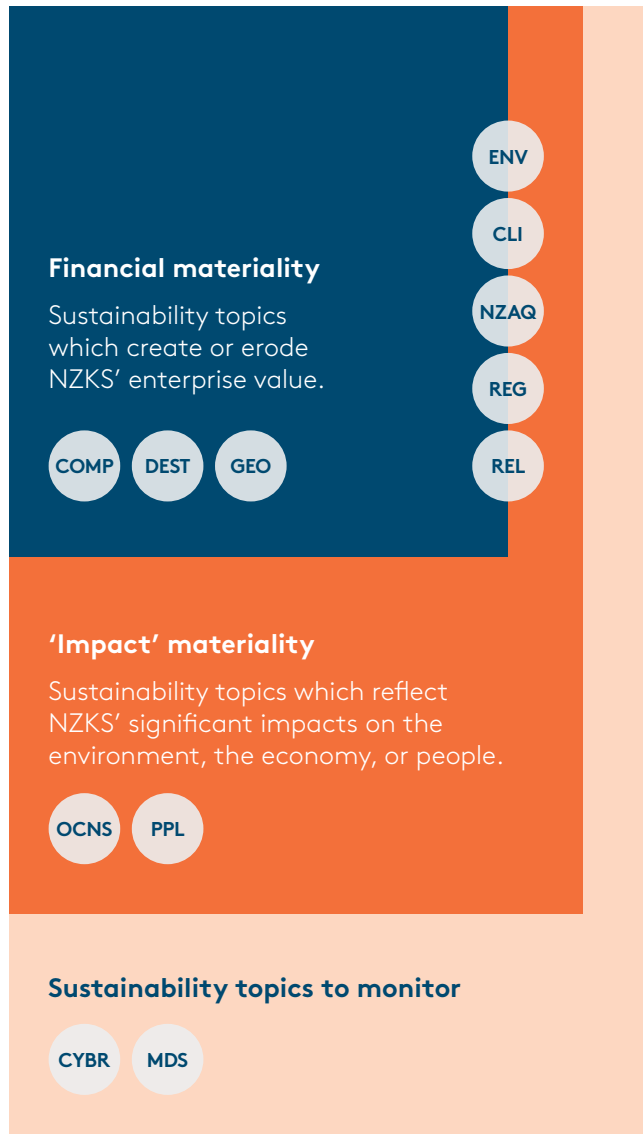 ENV
CLI
Financial materiality
Sustainability topics
which create or erode
NZKS’ enterprise value.
NZAQ
REG
COMP DEST GEO REL
‘Impact’ materiality
Sustainability topics which reflect
NZKS’ significant impacts on the
environment, the economy, or people.
OCNS PPL
Sustainability topics to monitor
CYBR MDS